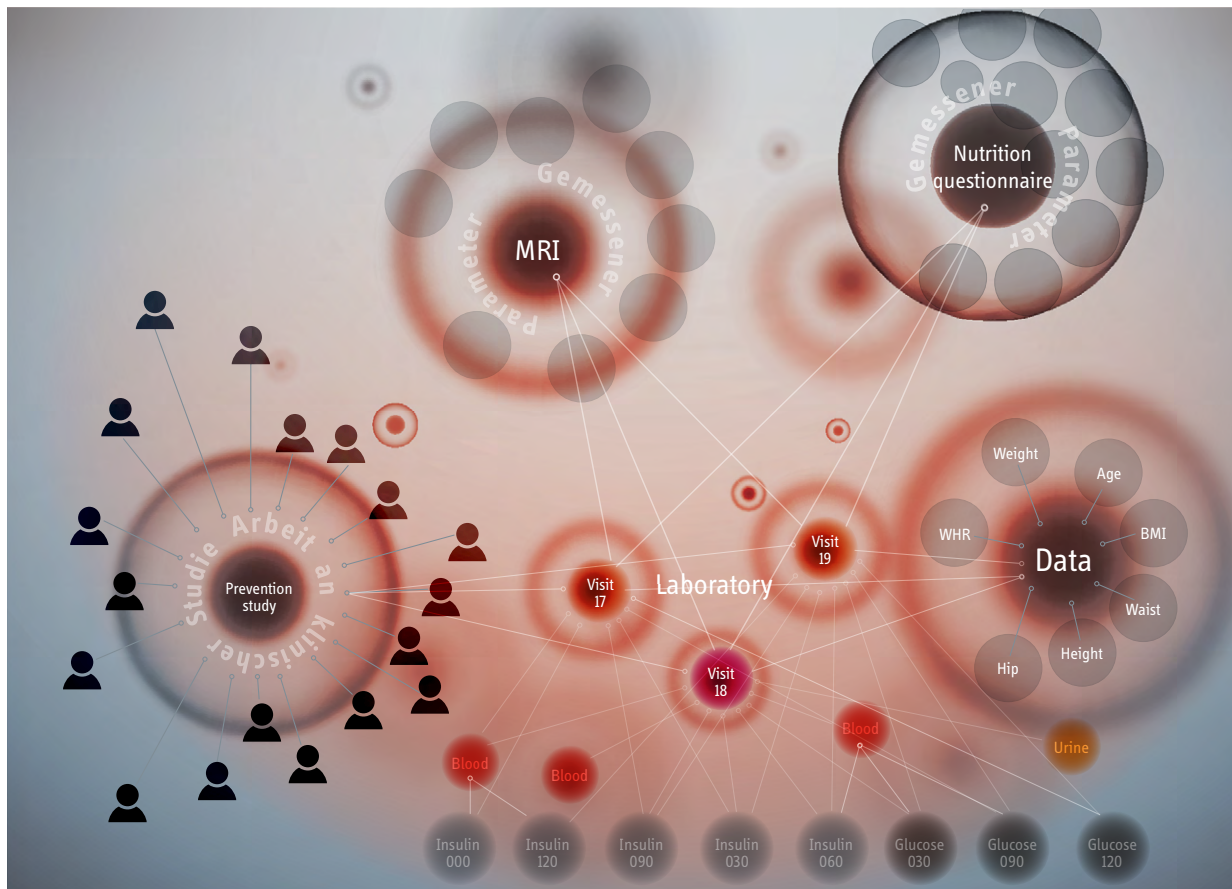 Gemessener
Parameter
MRI
Gemessener
Parameter
Nutrition
questionnaire
Weight
Age
WHR
BMI
Data
Waist
Hip
Height
Studie Arbeit an klinischer
Prevention
study
Visit
17
Laboratory
Visit
19
Visit
18
Blood
Blood
Blood
Urine
Insulin
000
Insulin
120
Insulin
090
Insulin
030
Insulin
060
Glucose
030
Glucose
090
Glucose
120